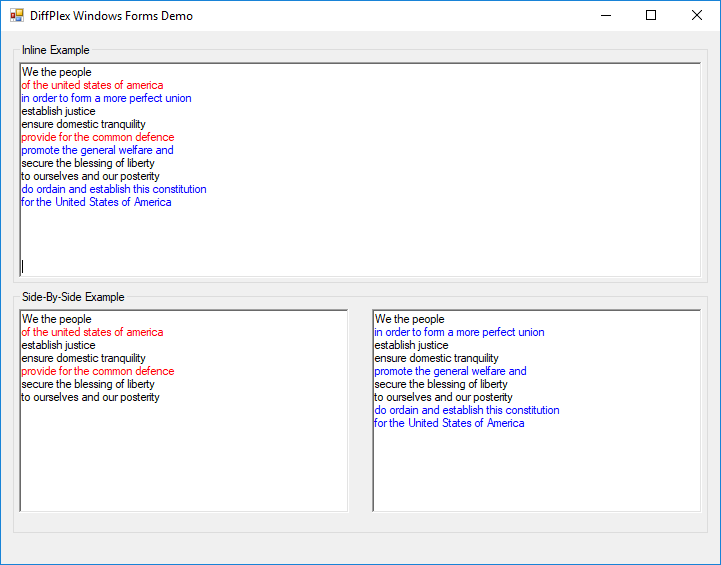 DiffPlex Windows Forms Demo
Inline Example
We the people
of the united states of america
in order to form a more perfect union
establish justice
ensure domestic tranquility
provide for the common defence
promote the general welfare and
secure the blessing of liberty
to ourselves and our posterity
do ordain and establish this constitution
for the United States of America
Side-By-Side Example
We the people
of the united states of america
establish justice
ensure domestic tranquility
provide for the common defence
secure the blessing of liberty
to ourselves and our posterity
We the people
in order to form a more perfect union
establish justice
ensure domestic tranquility
promote the general welfare and
secure the blessing of liberty
to ourselves and our posterity
do ordain and establish this constitution
for the United States of America